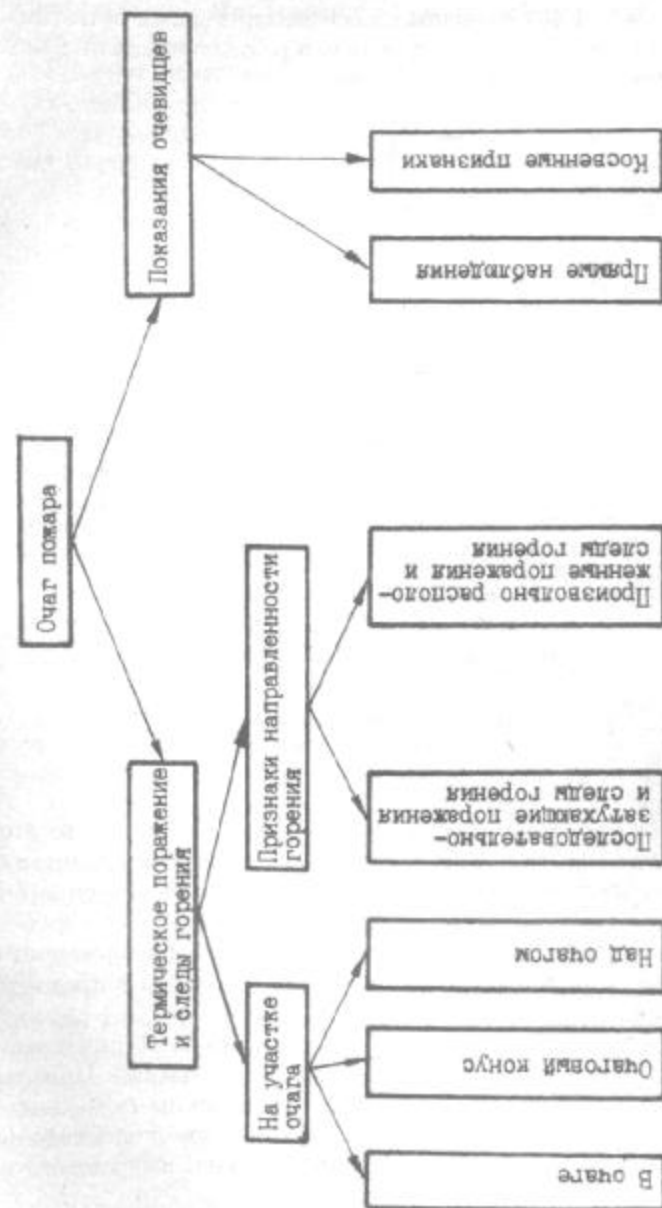 Очаг пожара
Термическое поражение
и следы горения
Показания очевидцев
На участке
очага
Признаки направленности
горения
В очаге
Очаговый конус
Над очагом
Последовательно-
затухающие поражения
и следы горения
Произвольно располо-
женные поражения и
следы горения
Прямые наблюдения
Косвенные признаки